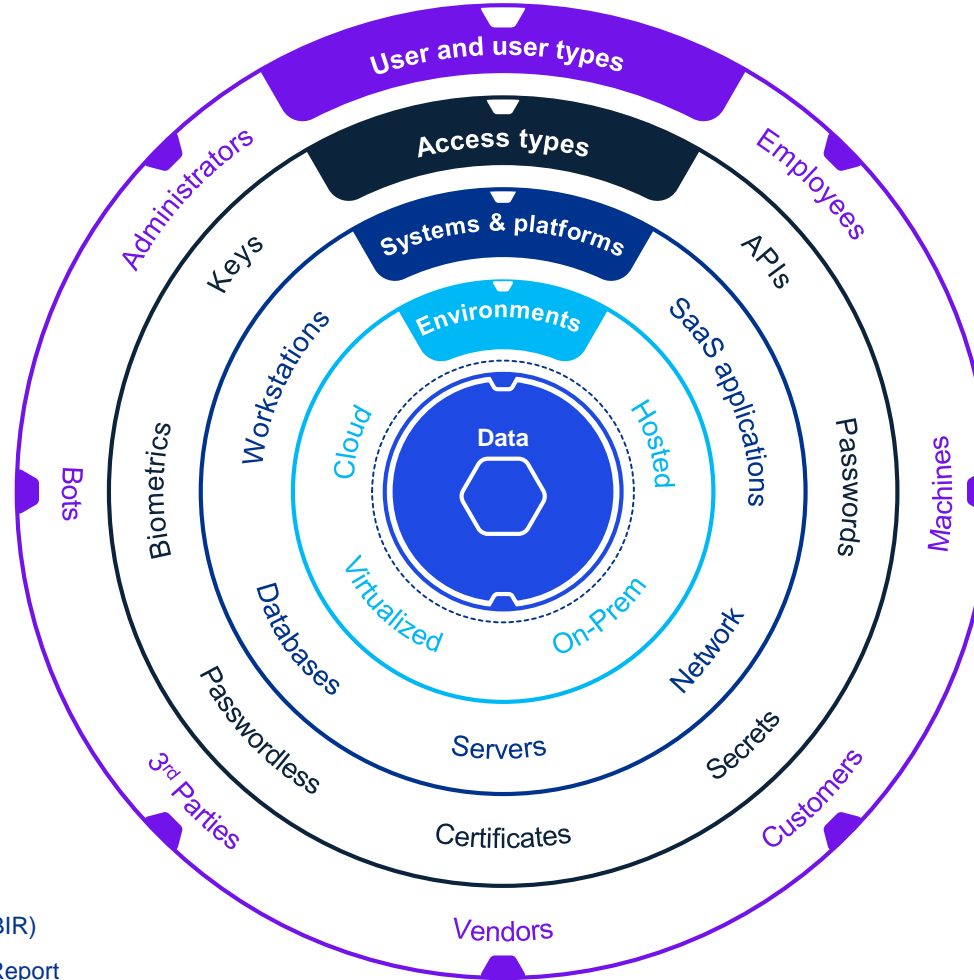 User and user types
Administrators
Employees
Bots
Machines
3rd Parties
Customers
Vendors
Access types
Keys
APIs
Biometrics
Passwords
Passwordless
Secrets
Certificates
Systems & platforms
Workstations
SaaS applications
Databases
Network
Servers
Environments
Cloud
Hosted
Virtualized
On-Prem
Data
BIR)
Report